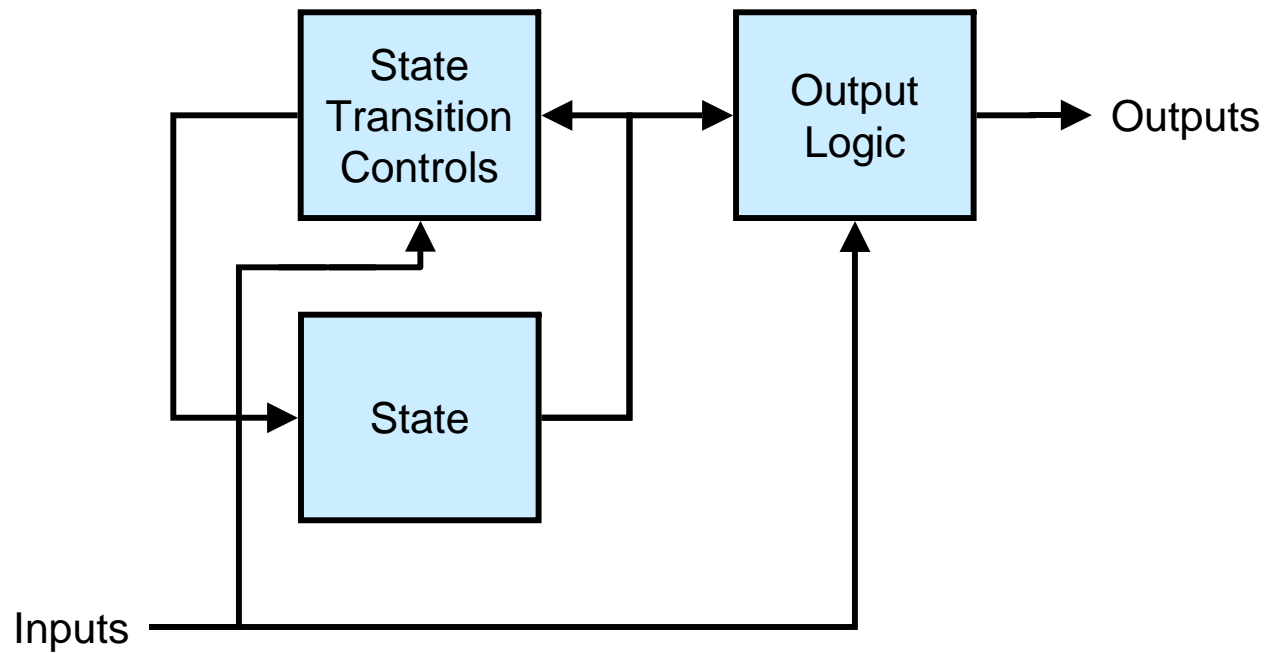 State
Transition
Controls
Output
Logic
Outputs
State
Inputs